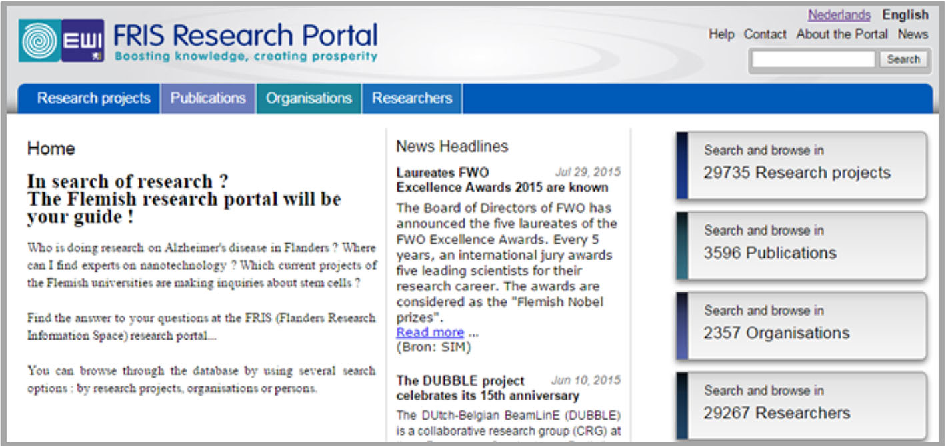 Nederlands English
EWI FRIS Research Portal
Boosting knowledge, creating prosperity
Help Contact About the Portal News
Search
Research projects Publications Organisations Researchers
Home
In search of research ?
The Flemish research portal will be
your guide !
Who is doing research on Alzheimer's disease in Flanders ? Where
can I find experts on nanotechnology ? Which current projects of
the Flemish universities are making inquiries about stem cells ?
Find the answer to your questions at the FRIS (Flanders Research
Information Space) research portal...
You can browse through the database by using several search
options : by research projects, organisations or persons.
News Headlines
Laureates FWO Jul 29, 2015
Excellence Awards 2015 are known
The Board of Directors of FWO has
announced the five laureates of the
FWO Excellence Awards. Every 5
years, an international jury awards
five leading scientists for their
research career. The awards are
considered as the "Flemish Nobel
prizes".
Read more ...
(Bron: SIM)
The DUBBLE project Jun 10, 2015
celebrates its 15th anniversary
The DUtch-Belgian BeamLinE (DUBBLE)
is a collaborative research group (CRG) at
Search and browse in
29735 Research projects
Search and browse in
3596 Publications
Search and browse in
2357 Organisations
Search and browse in
29267 Researchers